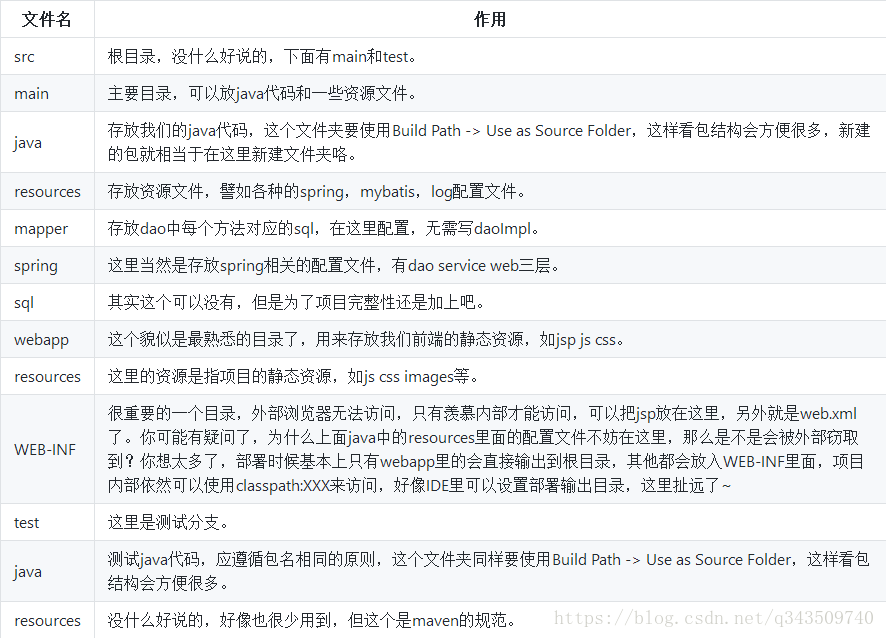 文件名 作用
src 根目录，没什么好说的，下面有main和test。
main 主要目录，可以放java代码和一些资源文件。
java 存放我们的java代码，这个文件夹要使用Build Path -> Use as Source Folder，这样看包结构会方便很多，新建
的包就相当于在这里新建文件夹咯。
resources 存放资源文件，譬如各种的spring，mybatis，log配置文件。
mapper 存放dao中每个方法对应的sql，在这里配置，无需写daoImpl。
spring 这里当然是存放spring相关的配置文件，有dao service web三层。
sql 其实这个可以没有，但是为了项目完整性还是加上吧。
webapp 这个貌似是最熟悉的目录了，用来存放我们前端的静态资源，如jsp js css。
resources 这里的资源是指项目的静态资源，如js css images等。
WEB-INF 很重要的一个目录，外部浏览器无法访问，只有羡慕内部才能访问，可以把jsp放在这里，另外就是web.xml
了。你可能有疑问了，为什么上面java中的resources里面的配置文件不妨在这里，那么是不是会被外部窃取
到？你想太多了，部署时候基本上只有webapp里的会直接输出到根目录，其他都会放入WEB-INF里面，项目
内部依然可以使用classpath:XXX来访问，好像IDE里可以设置部署输出目录，这里扯远了~
test 这里是测试分支。
java 测试java代码，应遵循包名相同的原则，这个文件夹同样要使用Build Path -> Use as Source Folder，这样看包
结构会方便很多。
resources 没什么好说的，好像也很少用到，但这个是maven的规范。
https://blog.csdn.net/q343509740